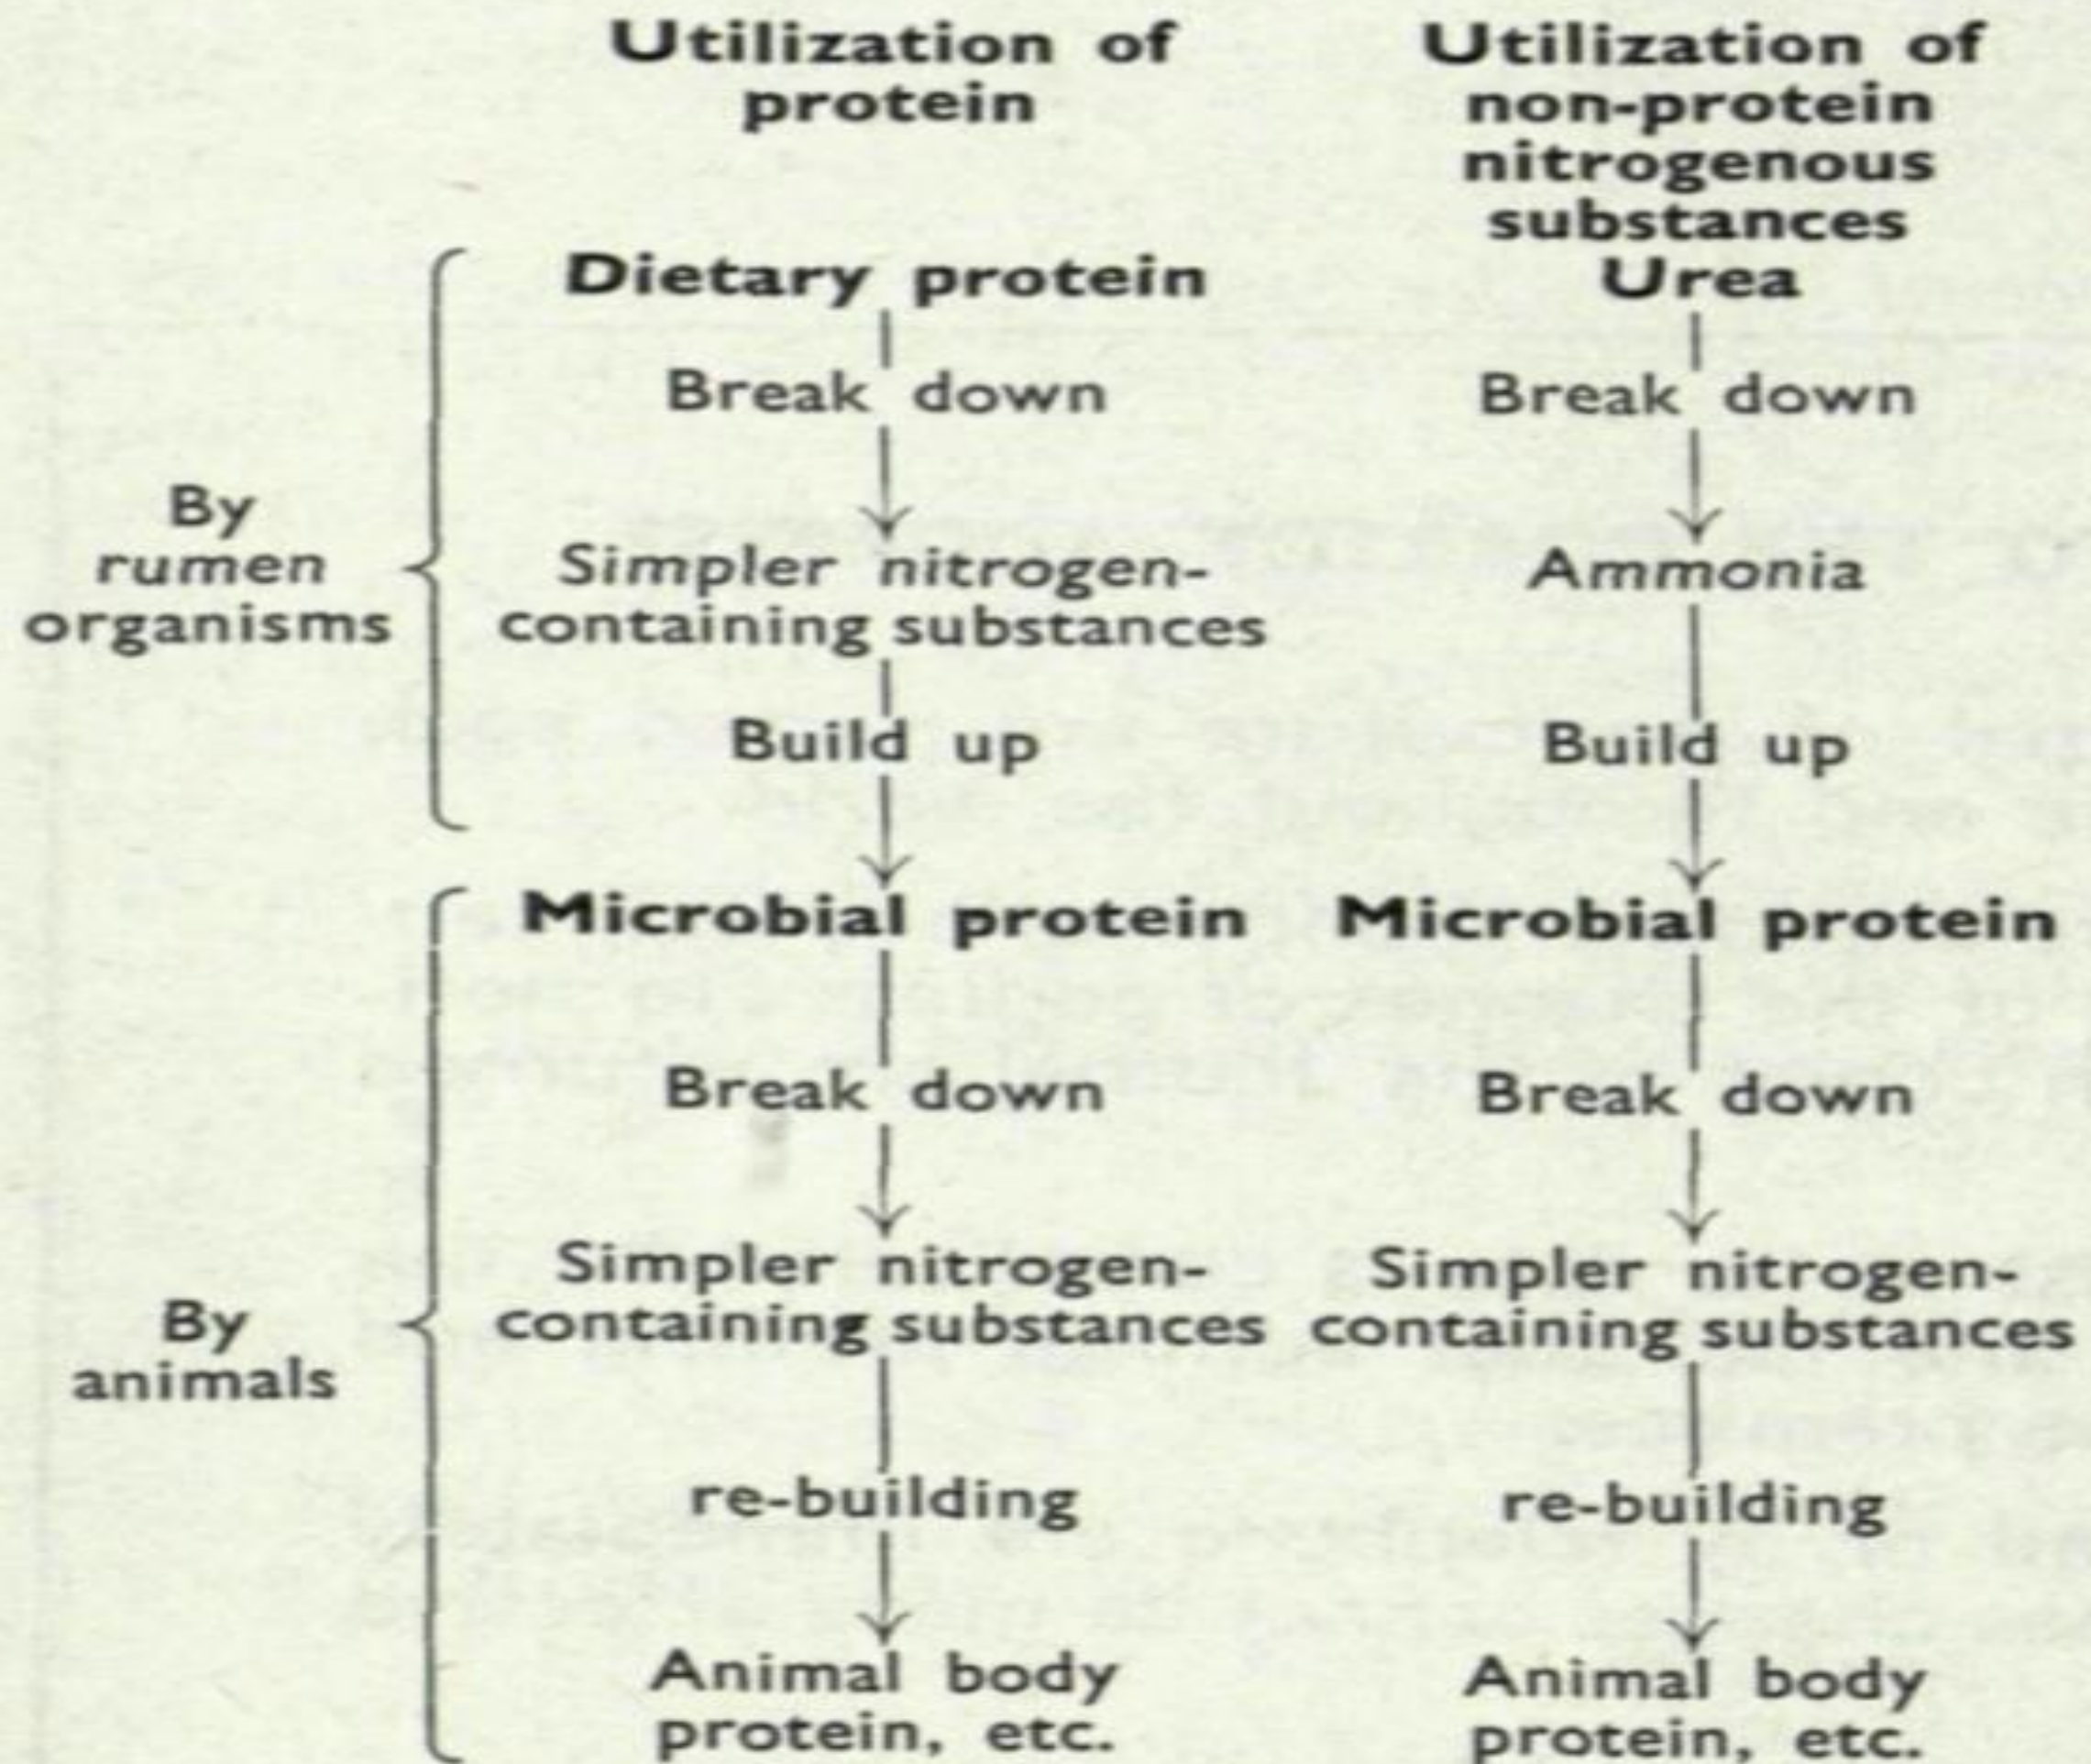 Utilization of
protein
Utilization of
non-protein
nitrogenous
substances
By
rumen
organisms
Dietary protein
Break down
Simpler nitrogen-
containing substances
Build up
Urea
Break down
Ammonia
Build up
By
animals
Microbial protein
Break down
Simpler nitrogen-
containing substances
re-building
Animal body
protein, etc.
Microbial protein
Break down
Simpler nitrogen-
containing substances
re-building
Animal body
protein, etc.